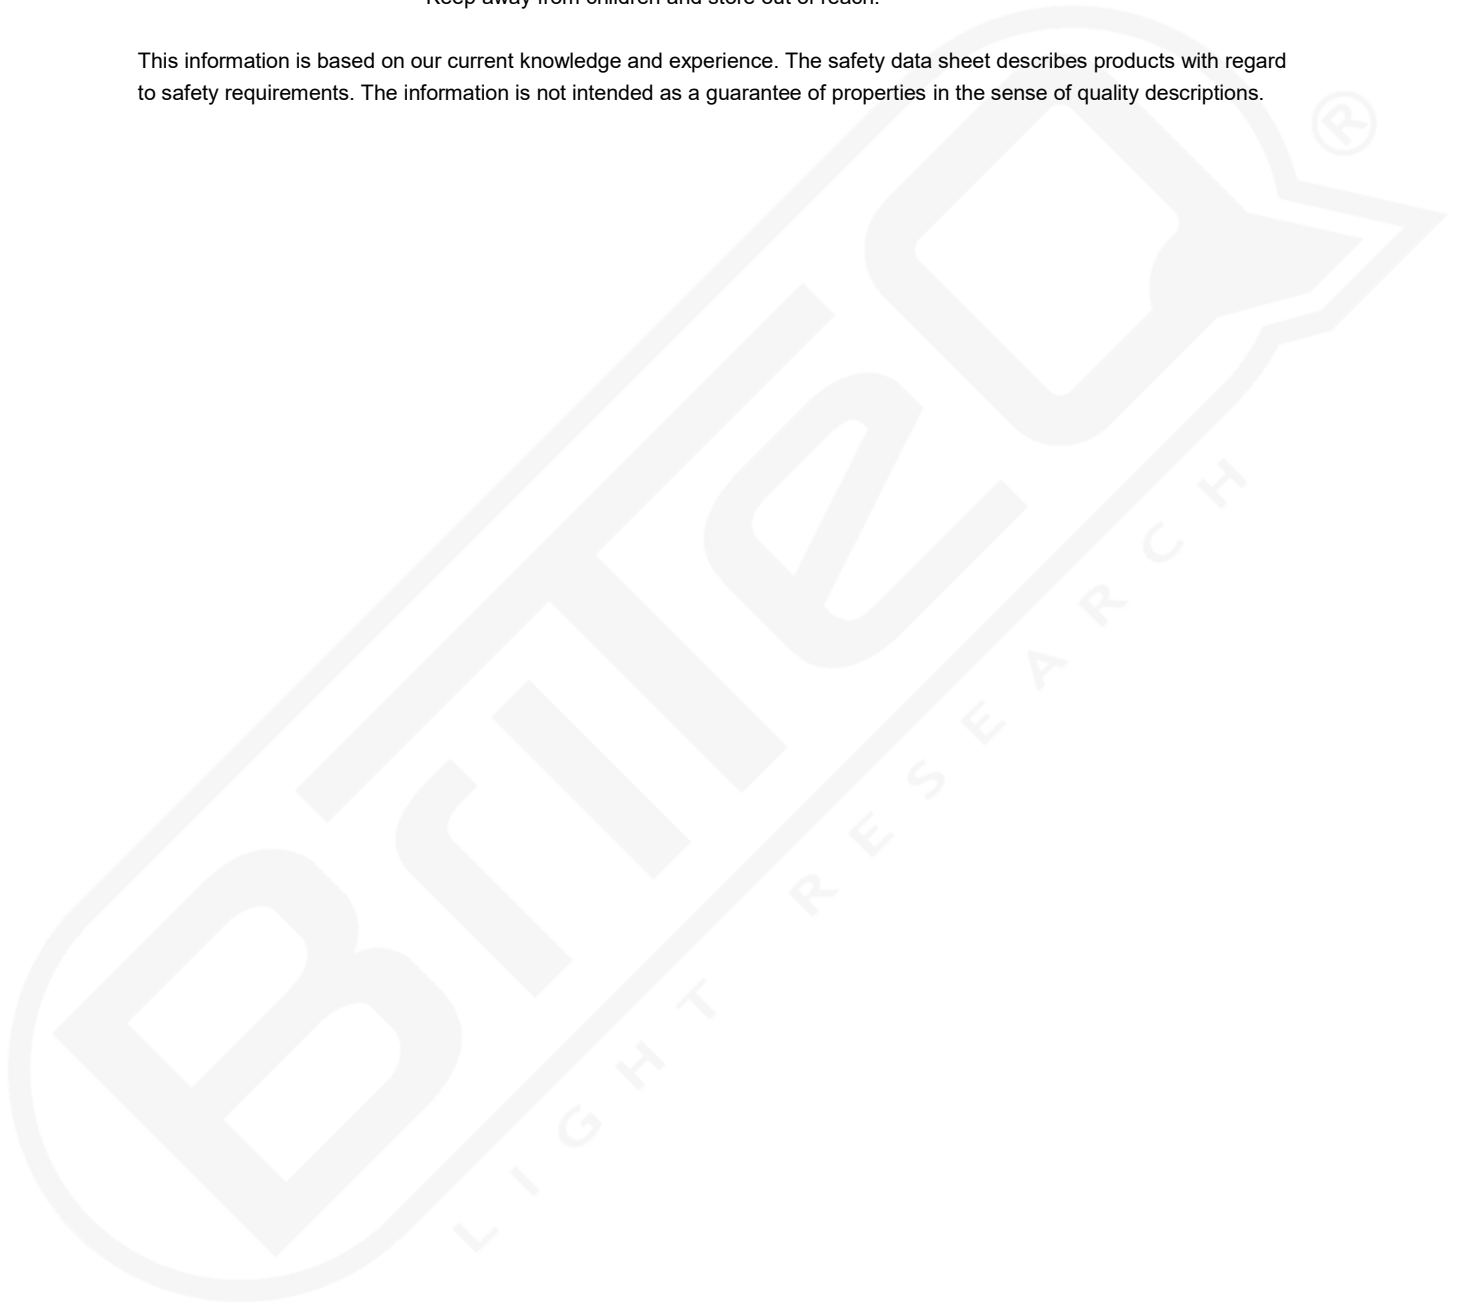 Keep away from children and store out of reach.
This information is based on our current knowledge and experience. The safety data sheet describes products with regard
to safety requirements. The information is not intended as a guarantee of properties in the sense of quality descriptions.
®
BriTeQ
LIGHT RESEARCH